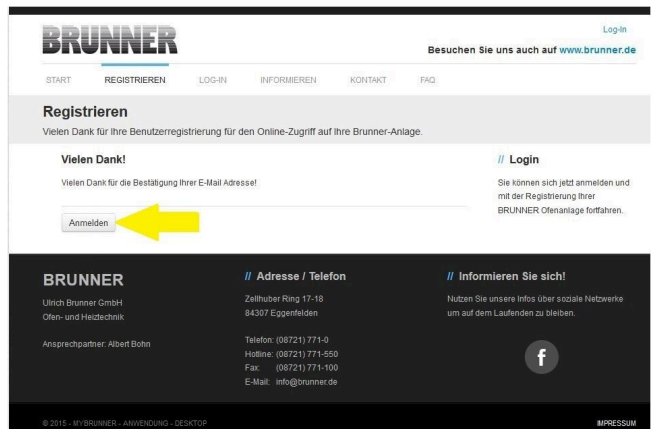 BRUNNER
Log-In
Besuchen Sie uns auch auf www.brunner.de
START REGISTRIEREN LOG-IN INFORMIEREN KONTAKT FAQ
Registrieren
Vielen Dank für Ihre Benutzerregistrierung für den Online-Zugriff auf Ihre Brunner-Anlage.
Vielen Dank!
Vielen Dank für die Bestätigung Ihrer E-Mail Adresse!
Anmelden
// Login
Sie können sich jetzt anmelden und
mit der Registrierung Ihrer
BRUNNER Ofenanlage fortfahren.
BRUNNER
Ulrich Brunner GmbH
Ofen- und Heiztechnik
Ansprechpartner: Albert Bohn
// Adresse / Telefon
Zellhuber Ring 17-18
84307 Eggenfelden
Telefon: (08721) 771-0
Hotline: (08721) 771-550
Fax: (08721) 771-100
E-Mail: info@brunner.de
// Informieren Sie sich!
Nutzen Sie unsere Infos über soziale Netzwerke
um auf dem Laufenden zu bleiben.
f
© 2015 - MYBRUNNER - ANWENDUNG - DESKTOP
IMPRESSUM